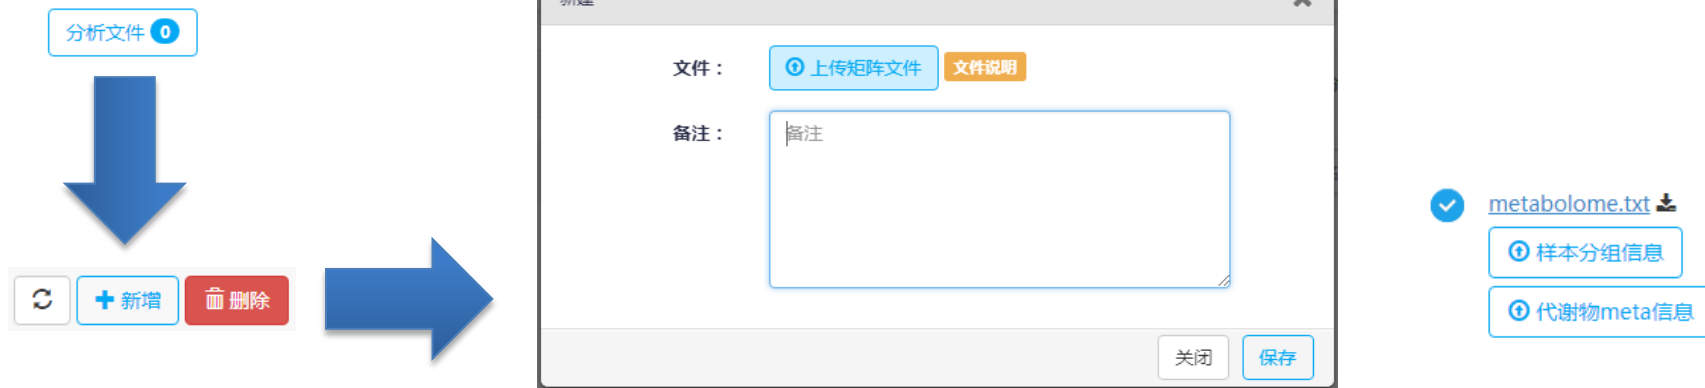 分析文件 0
新增
删除
新建
文件：
上传矩阵文件
文件说明
备注：
备注
关闭
保存
metabolome.txt
样本分组信息
代谢物meta信息